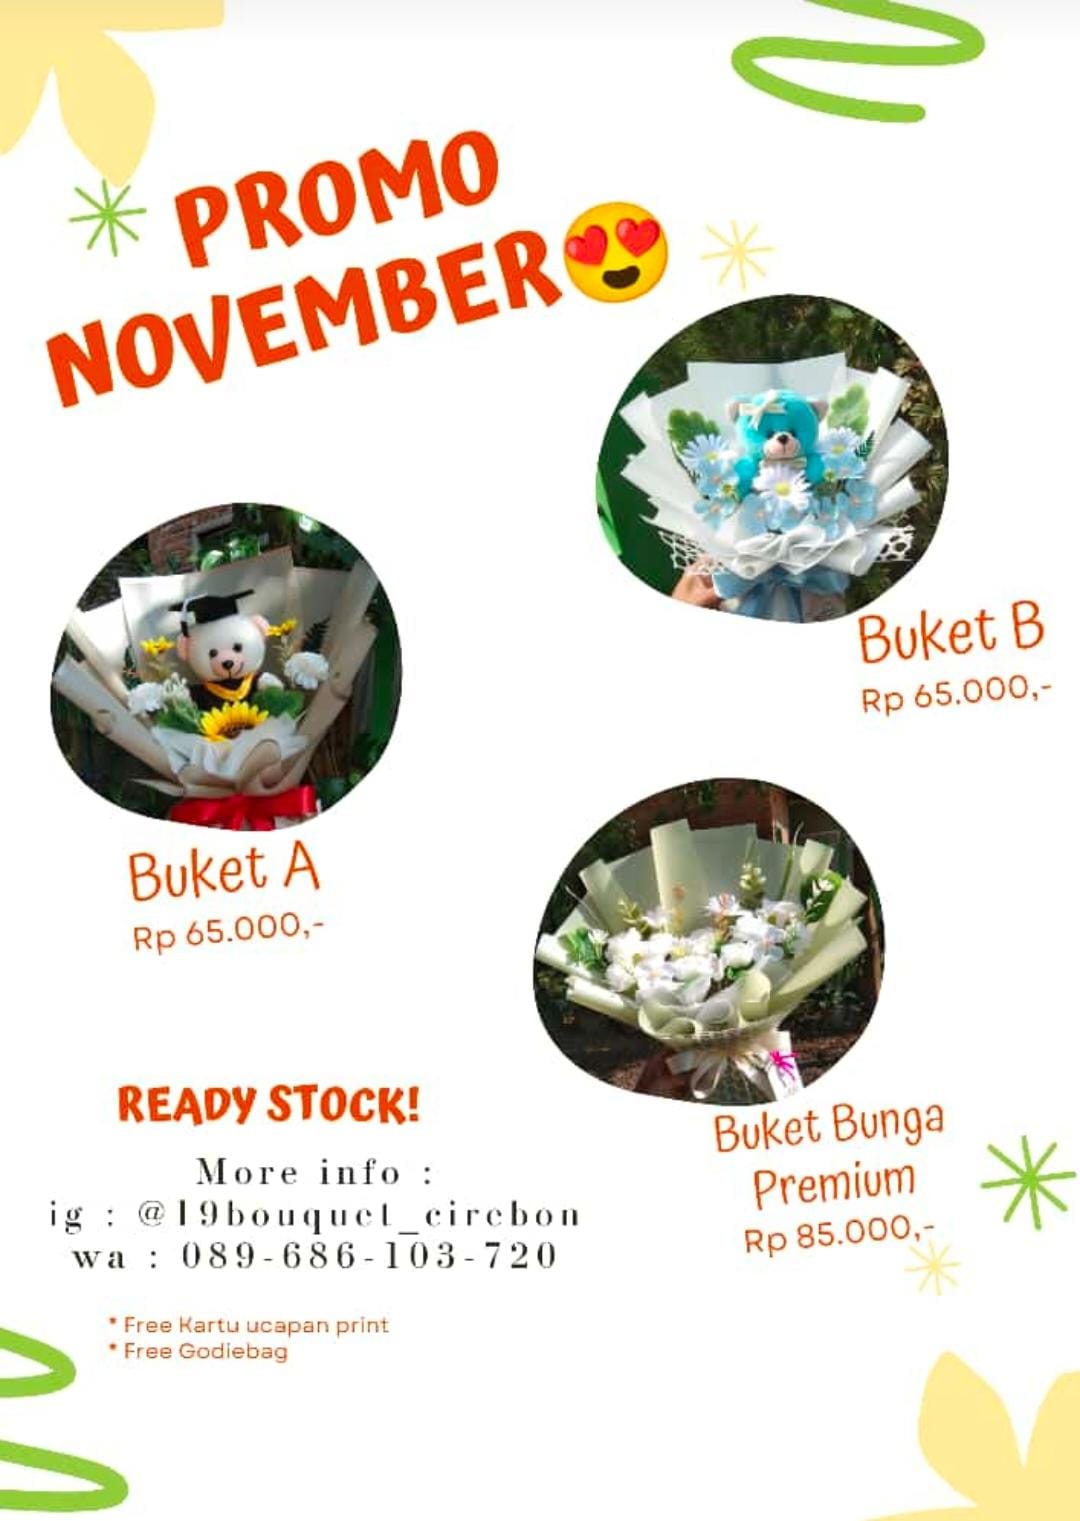 PROMO
NOVEMBER😍
Buket B
Rp 65.000,-
Buket A
Rp 65.000,-
Buket Bunga
Premium
Rp 85.000,-
READY STOCK!
More info :
ig : @19bouquet_cirebon
wa : 089-686-103-720
* Free Kartu ucapan print
* Free Godiebag